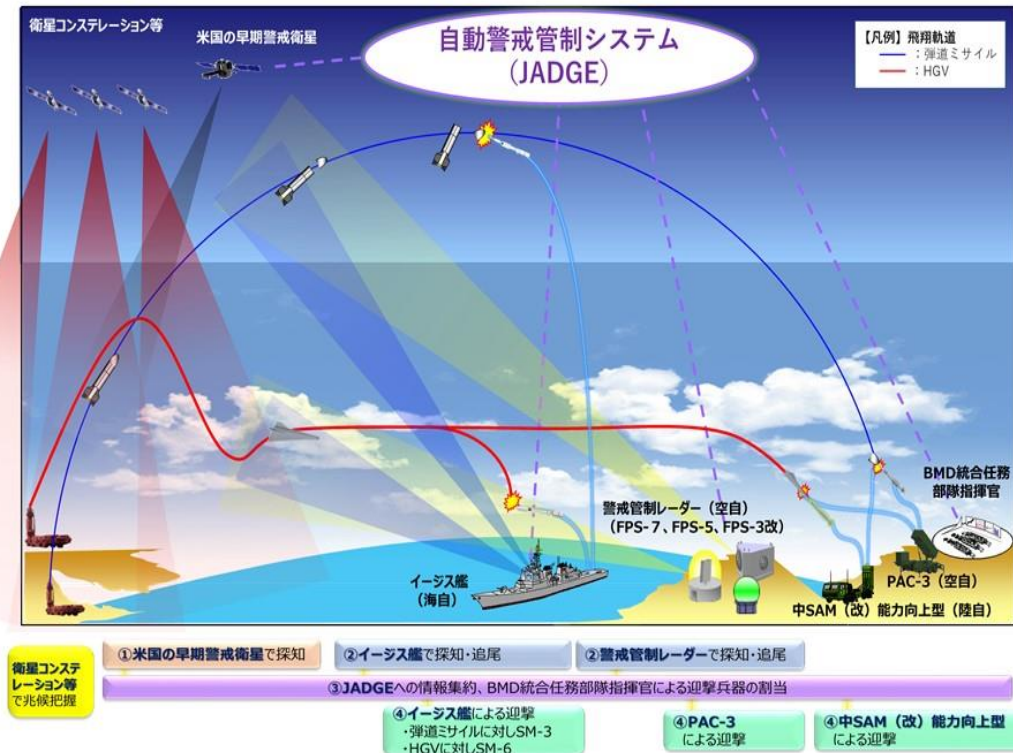 衛星コンステレーション等
米国の早期警戒衛星
自動警戒管制システム
(JADGE)
【凡例】飛翔軌道
：弾道ミサイル
：HGV
BMD統合任務
部隊指揮官
警戒管制レーダー（空自）
（FPS-7、FPS-5、FPS-3改）
イージス艦
（海自）
PAC-3（空自）
中SAM（改）能力向上型（陸自）
衛星コンステ
レーション等
で兆候把握
①米国の早期警戒衛星で探知
②イージス艦で探知・追尾
②警戒管制レーダーで探知・追尾
③JADGEへの情報集約、BMD統合任務部隊指揮官による迎撃兵器の割当
④イージス艦による迎撃
・弾道ミサイルに対しSM-3
・HGVに対しSM-6
④PAC-3
による迎撃
④中SAM（改）能力向上型
による迎撃